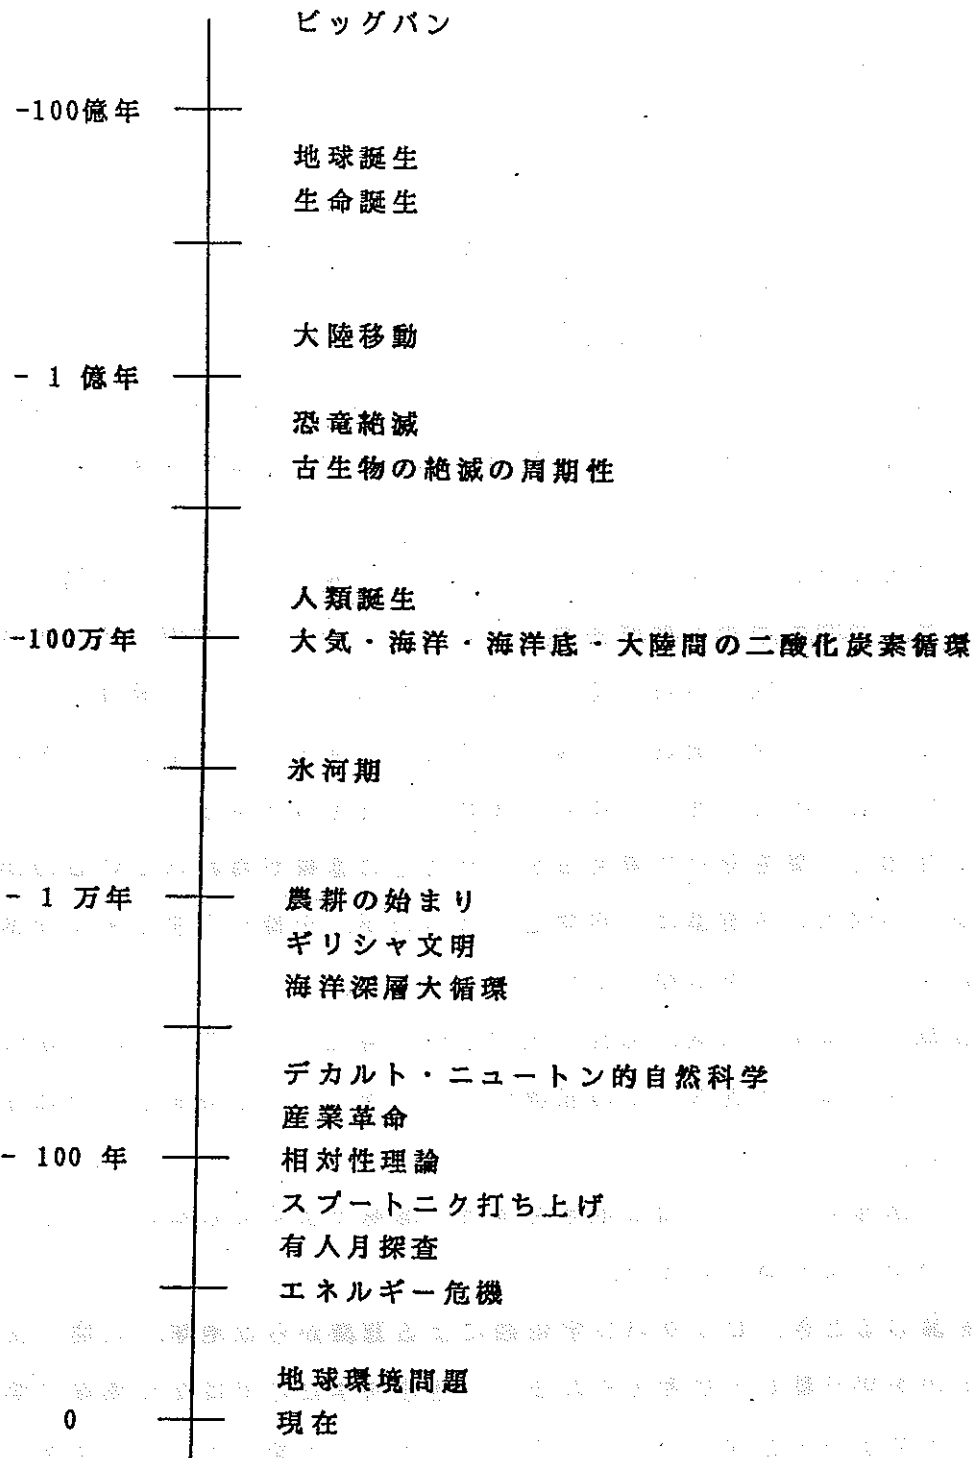 ビッグバン
-100億年
地球誕生
生命誕生
大陸移動
- 1 億年
恐竜絶滅
古生物の絶滅の周期性
人類誕生
-100万年 大気・海洋・海洋底・大陸間の二酸化炭素循環
氷河期
- 1 万年 農耕の始まり
ギリシャ文明
海洋深層大循環
デカルト・ニュートン的自然科学
産業革命
- 100 年 相対性理論
スプートニク打ち上げ
有人月探査
エネルギー危機
地球環境問題
0 現在